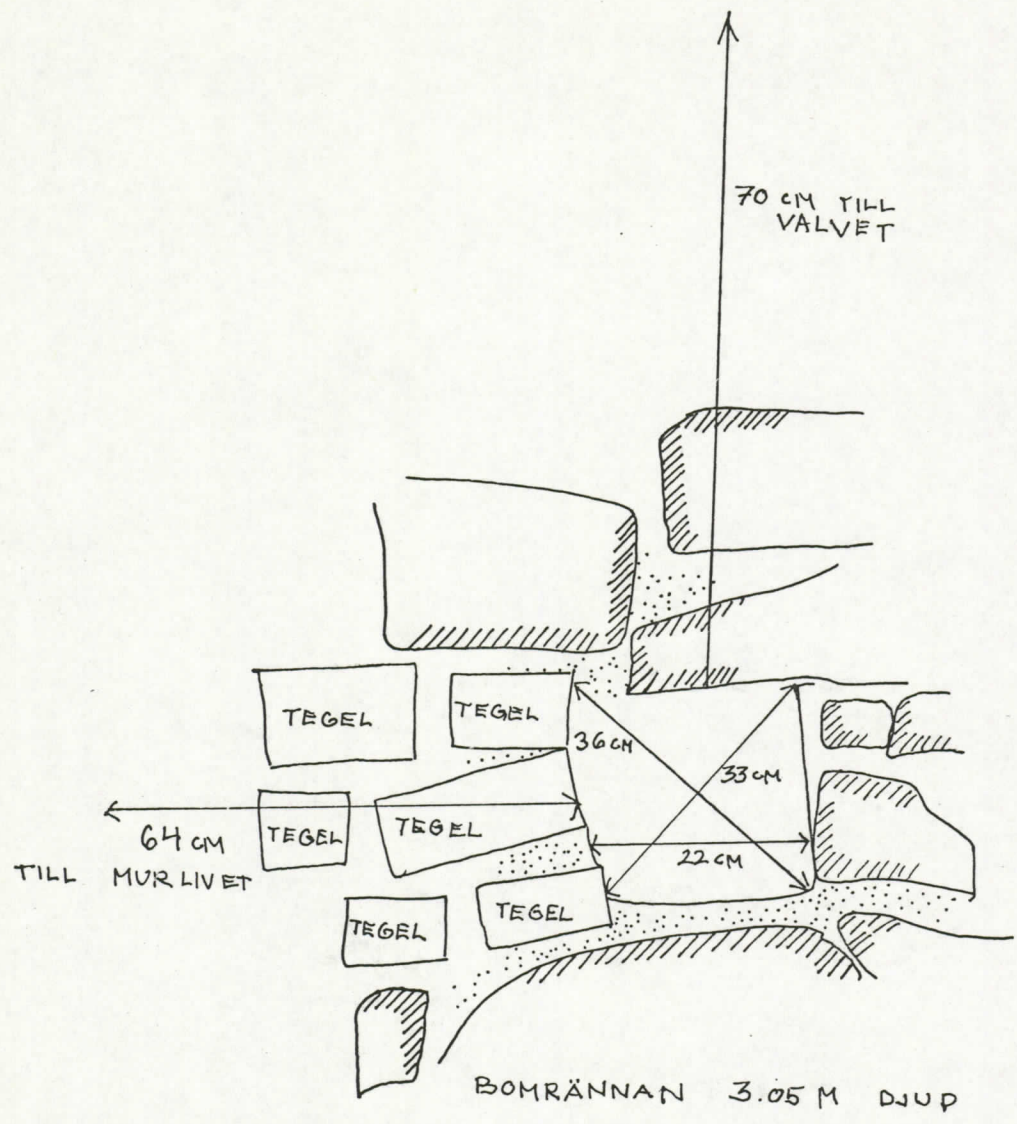 70 CM TILL
VALVET
TEGEL
TEGEL
36 CM
33 CM
TEGEL
TEGEL
64 CM
TILL MURLIVET
22 CM
TEGEL
TEGEL
BOMRÄNNAN 3.05 M DJUP